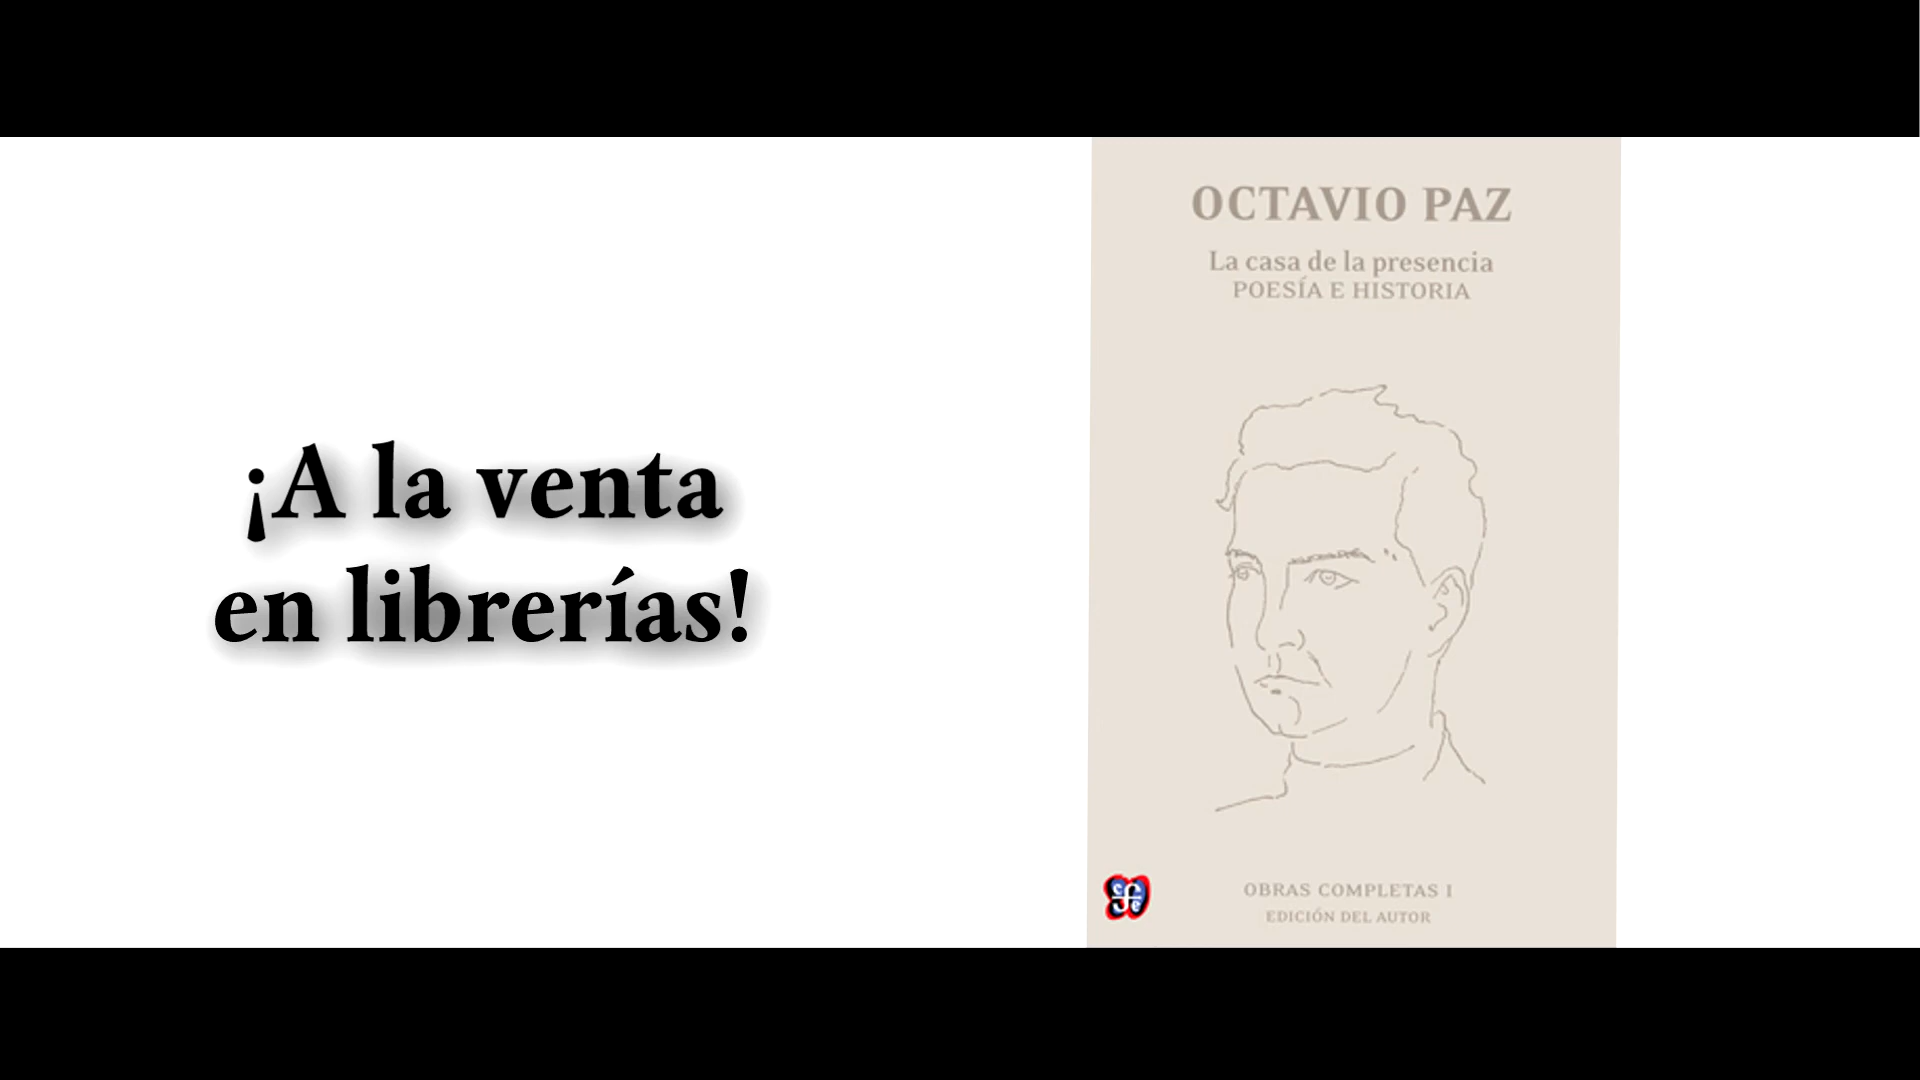 ¡A la venta
en librerías!
OCTAVIO PAZ
La casa de la presencia
POESÍA E HISTORIA
OBRAS COMPLETAS I
EDICIÓN DEL AUTOR